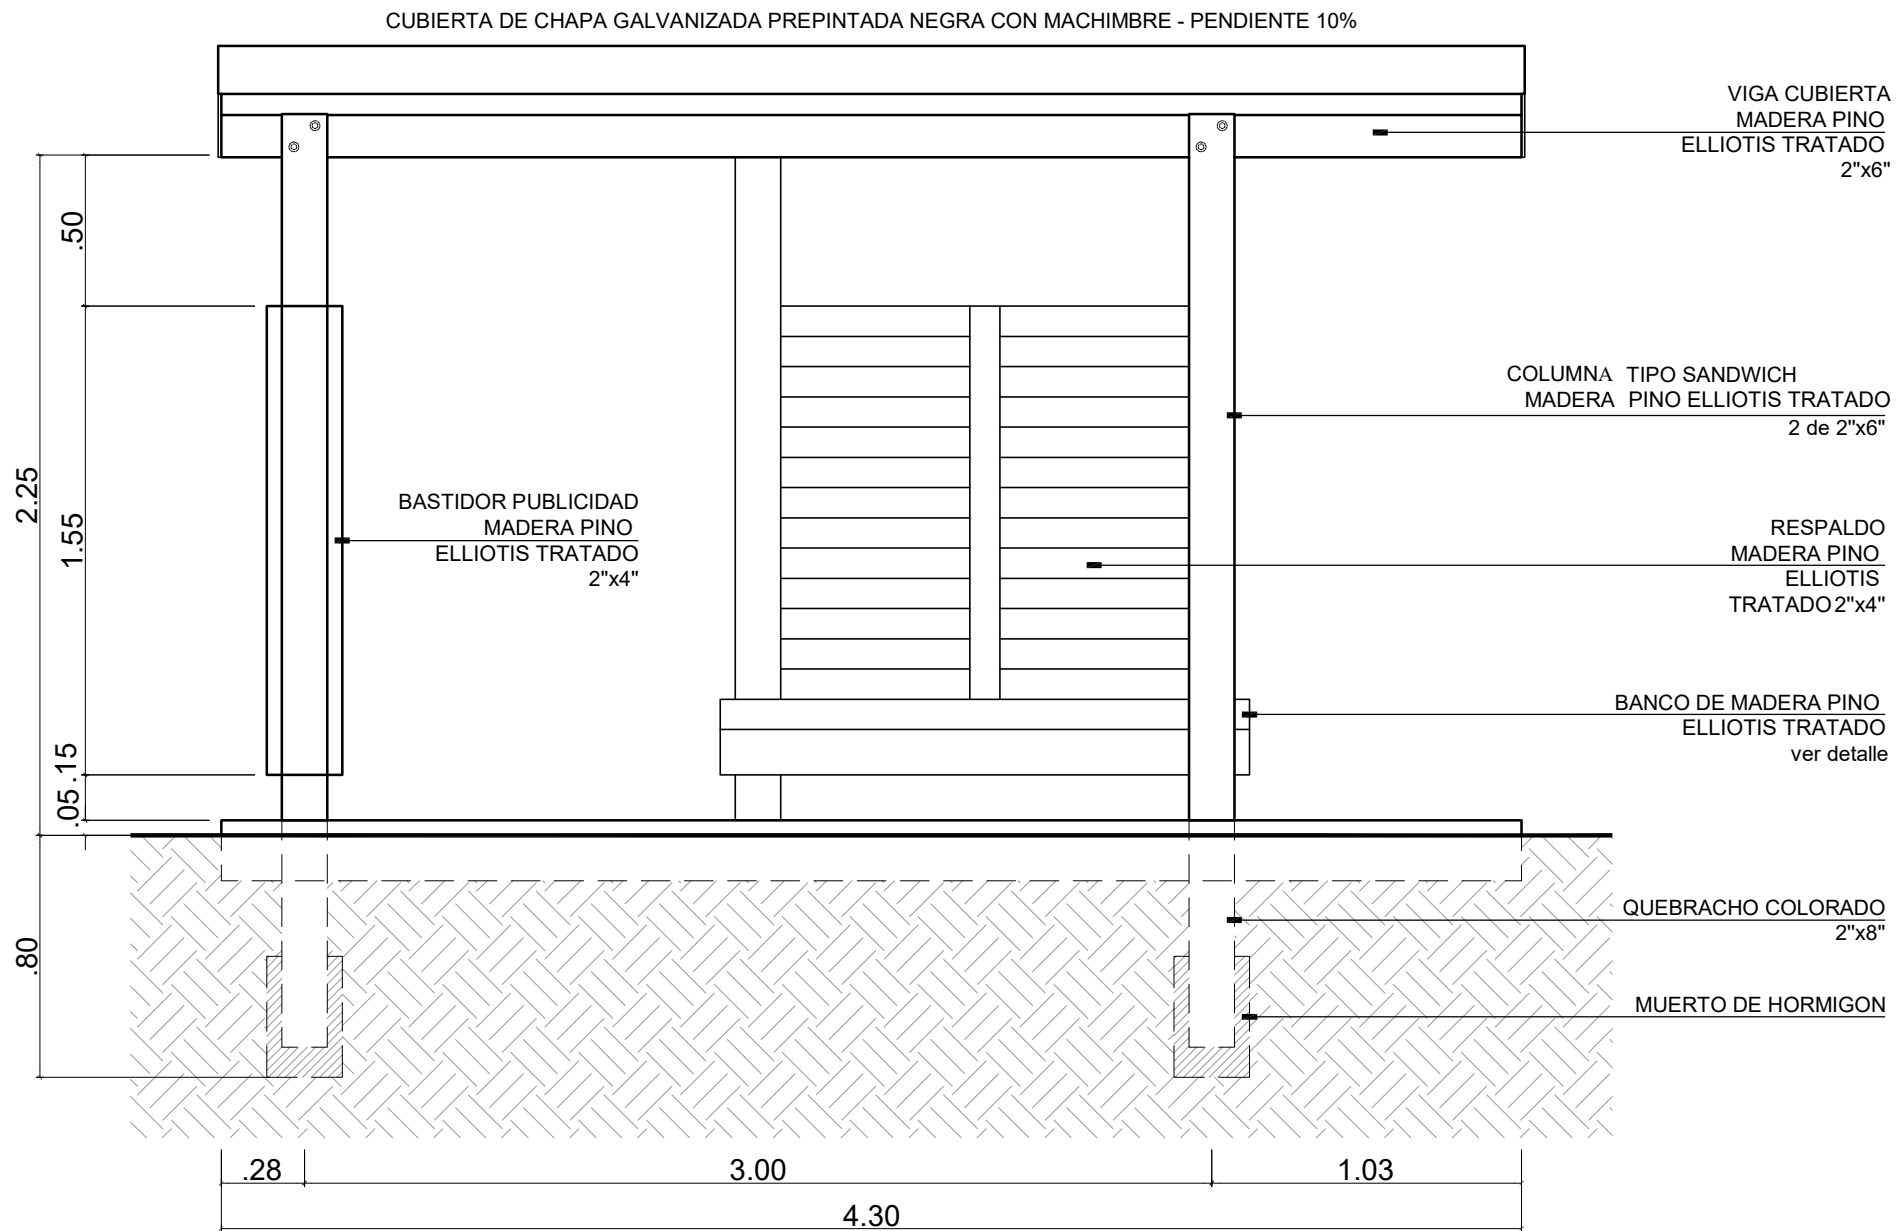 CUBIERTA DE CHAPA GALVANIZADA PREPINTADA NEGRA CON MACHIMBRE - PENDIENTE 10%
VIGA CUBIERTA
MADERA PINO
ELLIOTIS TRATADO
2"x6"
.50
COLUMNA TIPO SANDWICH
MADERA PINO ELLIOTIS TRATADO
2 de 2"x6"
2.25
1.55
BASTIDOR PUBLICIDAD
MADERA PINO
ELLIOTIS TRATADO
2"x4"
RESPALDO
MADERA PINO
ELLIOTIS
TRATADO 2"x4"
BANCO DE MADERA PINO
ELLIOTIS TRATADO
ver detalle
.15
.05
QUEBRACHO COLORADO
2"x8"
.80
MUERTO DE HORMIGON
.28
3.00
1.03
4.30